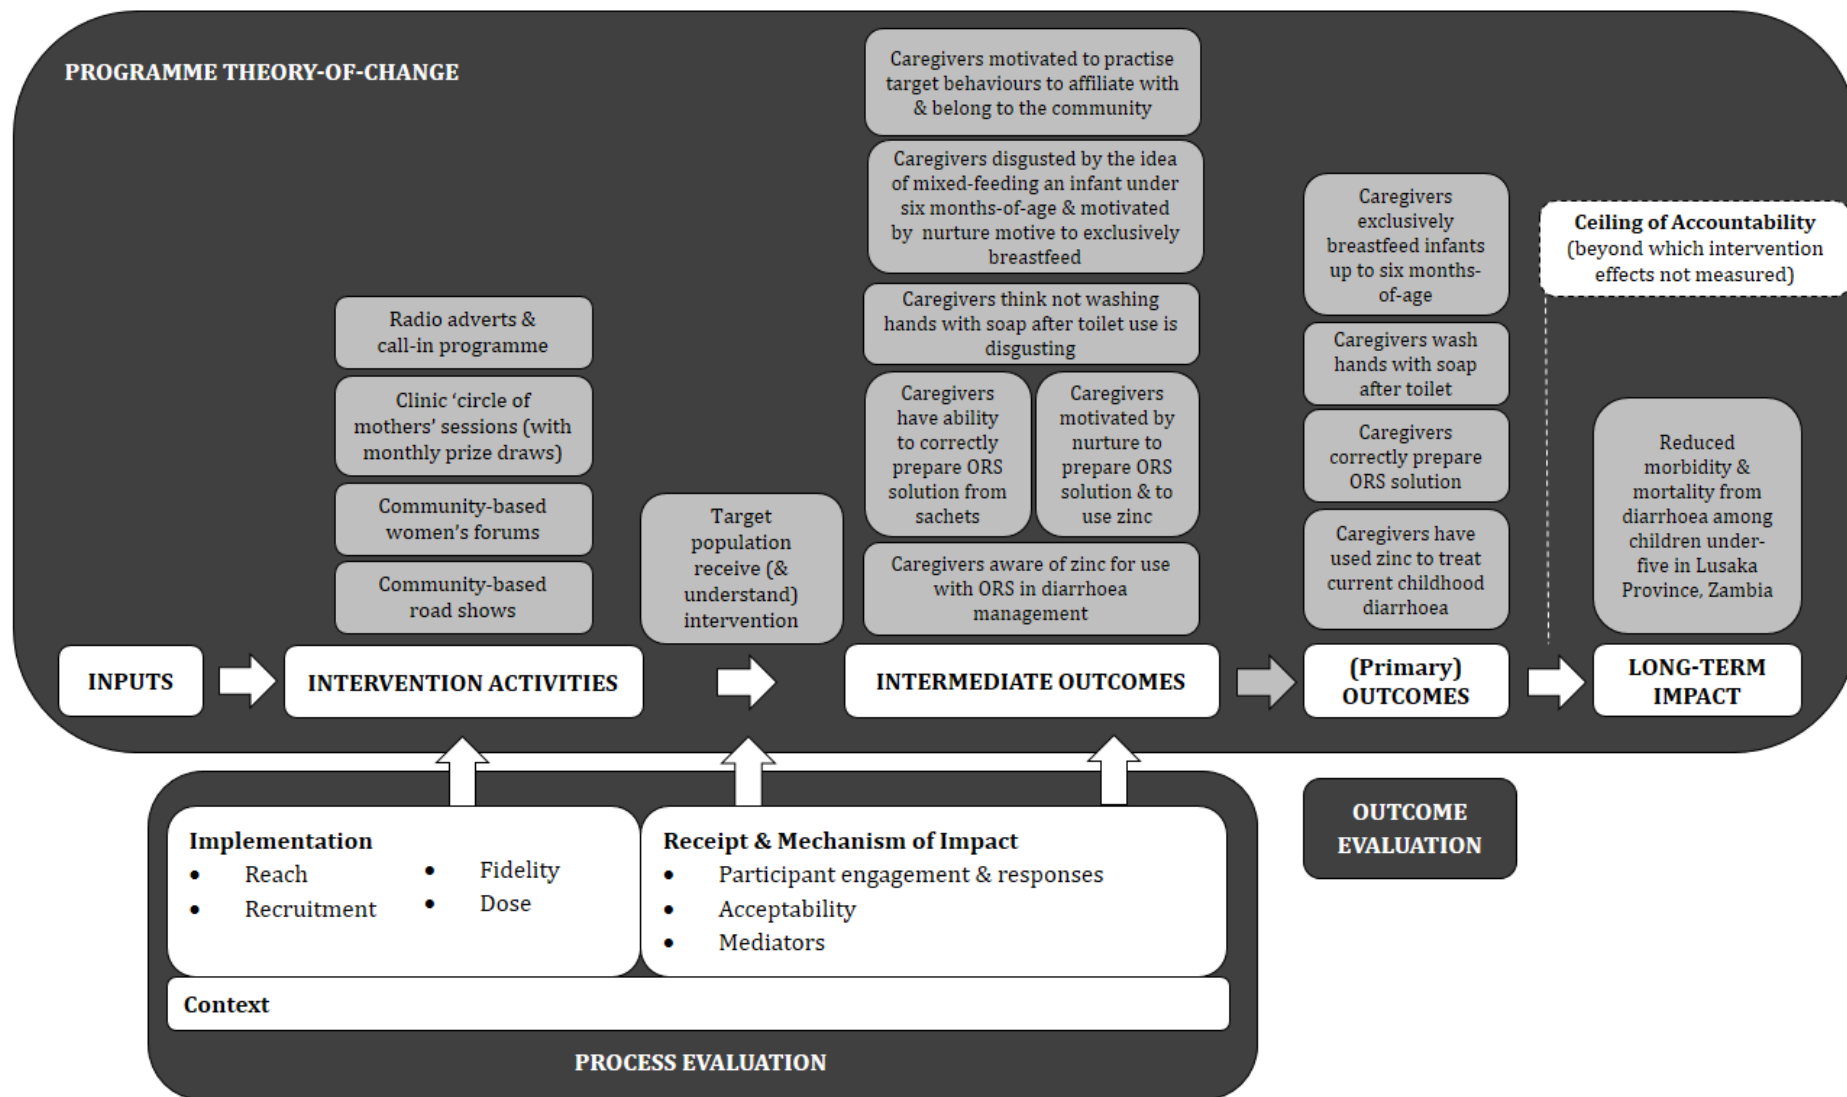 PROGRAMME THEORY-OF-CHANGE
Radio adverts &
call-in programme
Clinic ‘circle of
mothers’ sessions (with
monthly prize draws)
Community-based
women’s forums
Community-based
road shows
Target
population
receive (&
understand)
intervention
Caregivers motivated to practise
target behaviours to affiliate with
& belong to the community
Caregivers disgusted by the idea
of mixed-feeding an infant under
six months-of-age & motivated
by nurture motive to exclusively
breastfeed
Caregivers think not washing
hands with soap after toilet use is
disgusting
Caregivers
have ability
to correctly
prepare ORS
solution from
sachets
Caregivers
motivated by
nurture to
prepare ORS
solution & to
use zinc
Caregivers aware of zinc for use
with ORS in diarrhoea
management
Caregivers
exclusively
breastfeed infants
up to six months-
of-age
Caregivers wash
hands with soap
after toilet
Caregivers
correctly prepare
ORS solution
Caregivers have
used zinc to treat
current childhood
diarrhoea
Ceiling of Accountability
(beyond which intervention
effects not measured)
Reduced
morbidity &
mortality from
diarrhoea among
children under-
five in Lusaka
Province, Zambia
INPUTS
INTERVENTION ACTIVITIES
INTERMEDIATE OUTCOMES
(Primary)
OUTCOMES
LONG-TERM
IMPACT
Implementation
• Reach
• Recruitment
• Fidelity
• Dose
Receipt & Mechanism of Impact
• Participant engagement & responses
• Acceptability
• Mediators
Context
PROCESS EVALUATION
OUTCOME
EVALUATION